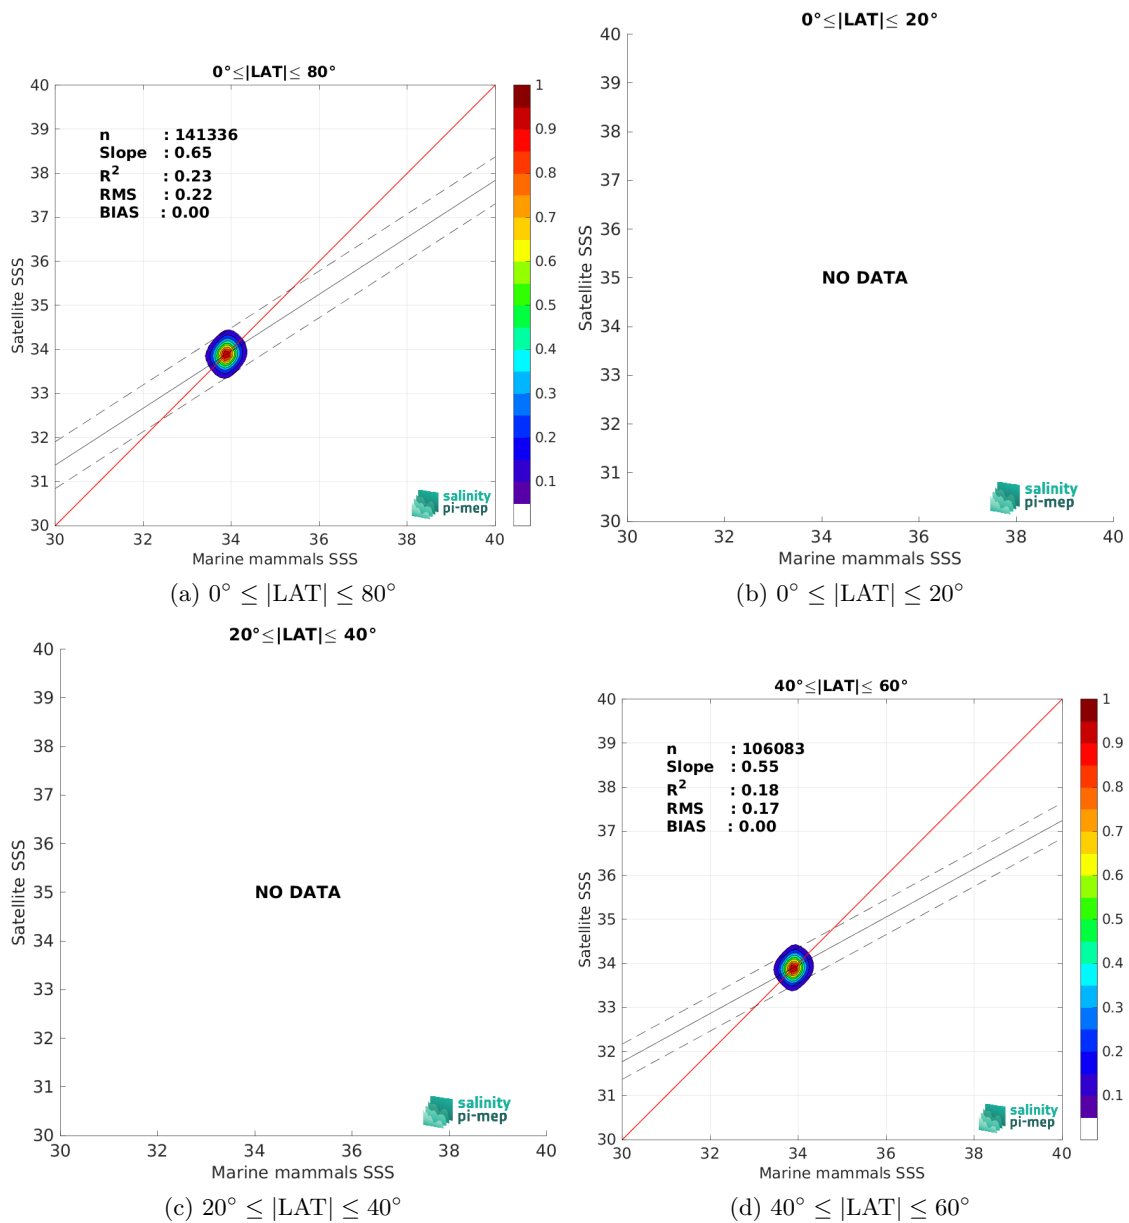 0°≤|LAT|≤ 80°
40
39
38
37
36
35
34
33
32
31
30
n : 141336
Slope : 0.65
R² : 0.23
RMS : 0.22
BIAS : 0.00
Satellite SSS
salinity
pi-mep
30 32 34 36 38 40
Marine mammals SSS
1
0.9
0.8
0.7
0.6
0.5
0.4
0.3
0.2
0.1
(a) 0° ≤ |LAT| ≤ 80°
0°≤|LAT|≤ 20°
40
39
38
37
36
35
34
33
32
31
30
Satellite SSS
NO DATA
salinity
pi-mep
30 32 34 36 38 40
Marine mammals SSS
(b) 0° ≤ |LAT| ≤ 20°
20°≤|LAT|≤ 40°
40
39
38
37
36
35
34
33
32
31
30
Satellite SSS
NO DATA
salinity
pi-mep
30 32 34 36 38 40
Marine mammals SSS
(c) 20° ≤ |LAT| ≤ 40°
40°≤|LAT|≤ 60°
40
39
38
37
36
35
34
33
32
31
30
n : 106083
Slope : 0.55
R² : 0.18
RMS : 0.17
BIAS : 0.00
Satellite SSS
salinity
pi-mep
30 32 34 36 38 40
Marine mammals SSS
1
0.9
0.8
0.7
0.6
0.5
0.4
0.3
0.2
0.1
(d) 40° ≤ |LAT| ≤ 60°